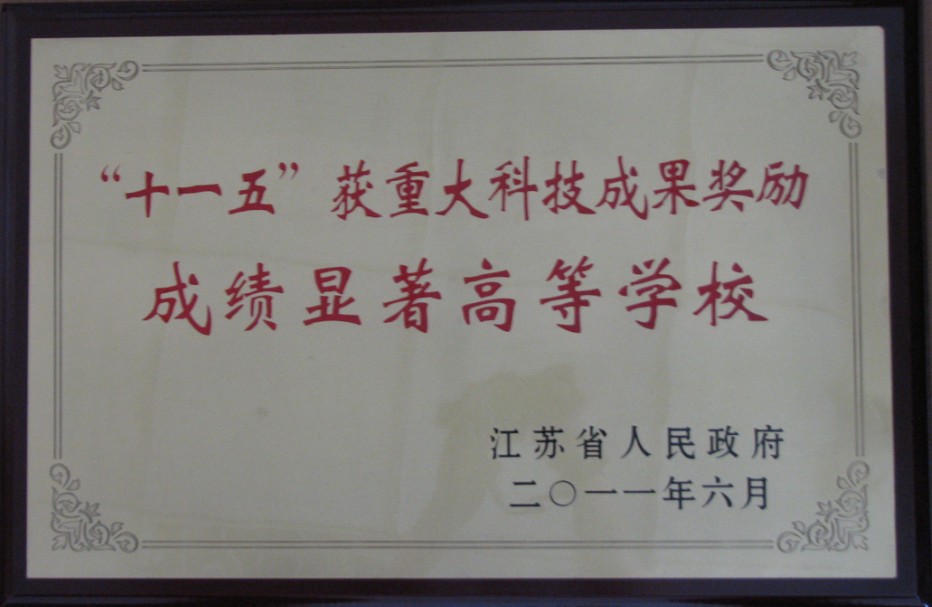 “十一五”获重大科技成果奖励
成绩显著高等学校
江苏省人民政府
二〇一一年六月